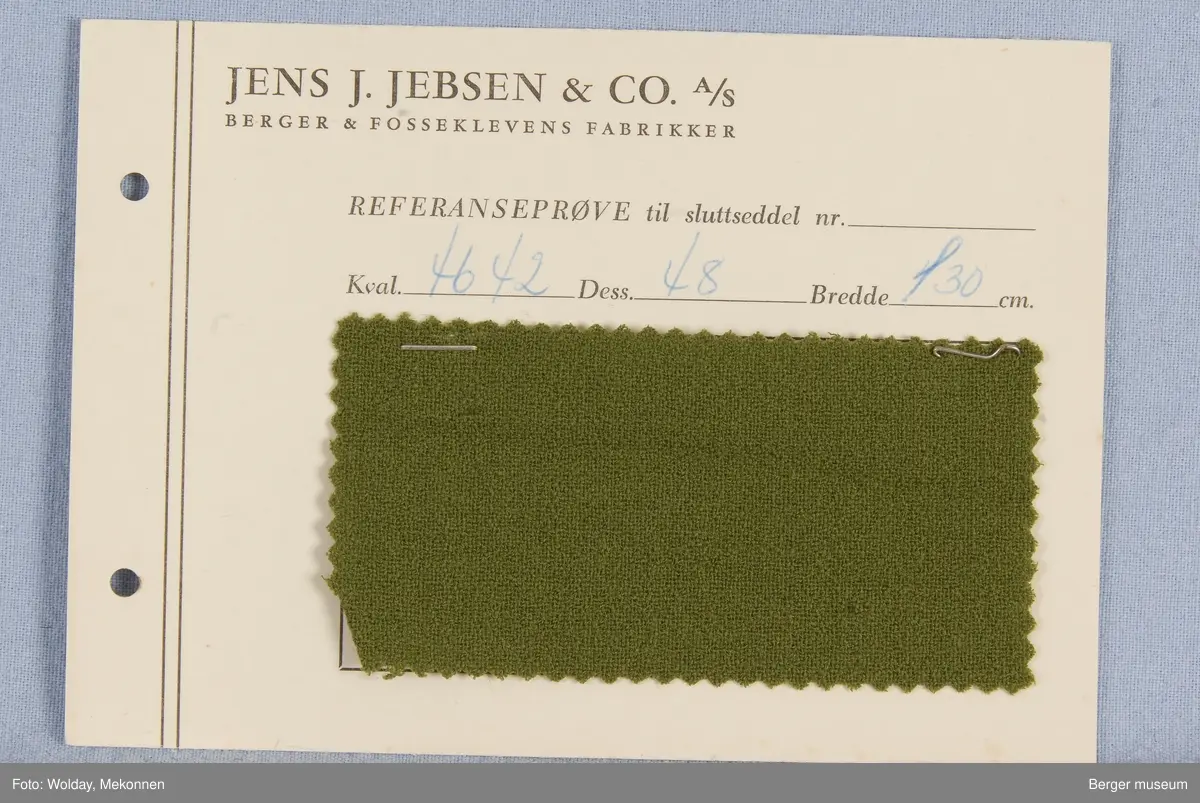 JENS J. JEBSEN & CO. A/S
BERGER & FOSSEKLEVENS FABRIKKER
REFERANSEPRØVE til sluttseddel nr.
Kval. 4642 Dess. 48 Bredde 130 cm.
Foto: Wolday, Mekonnen Berger museum